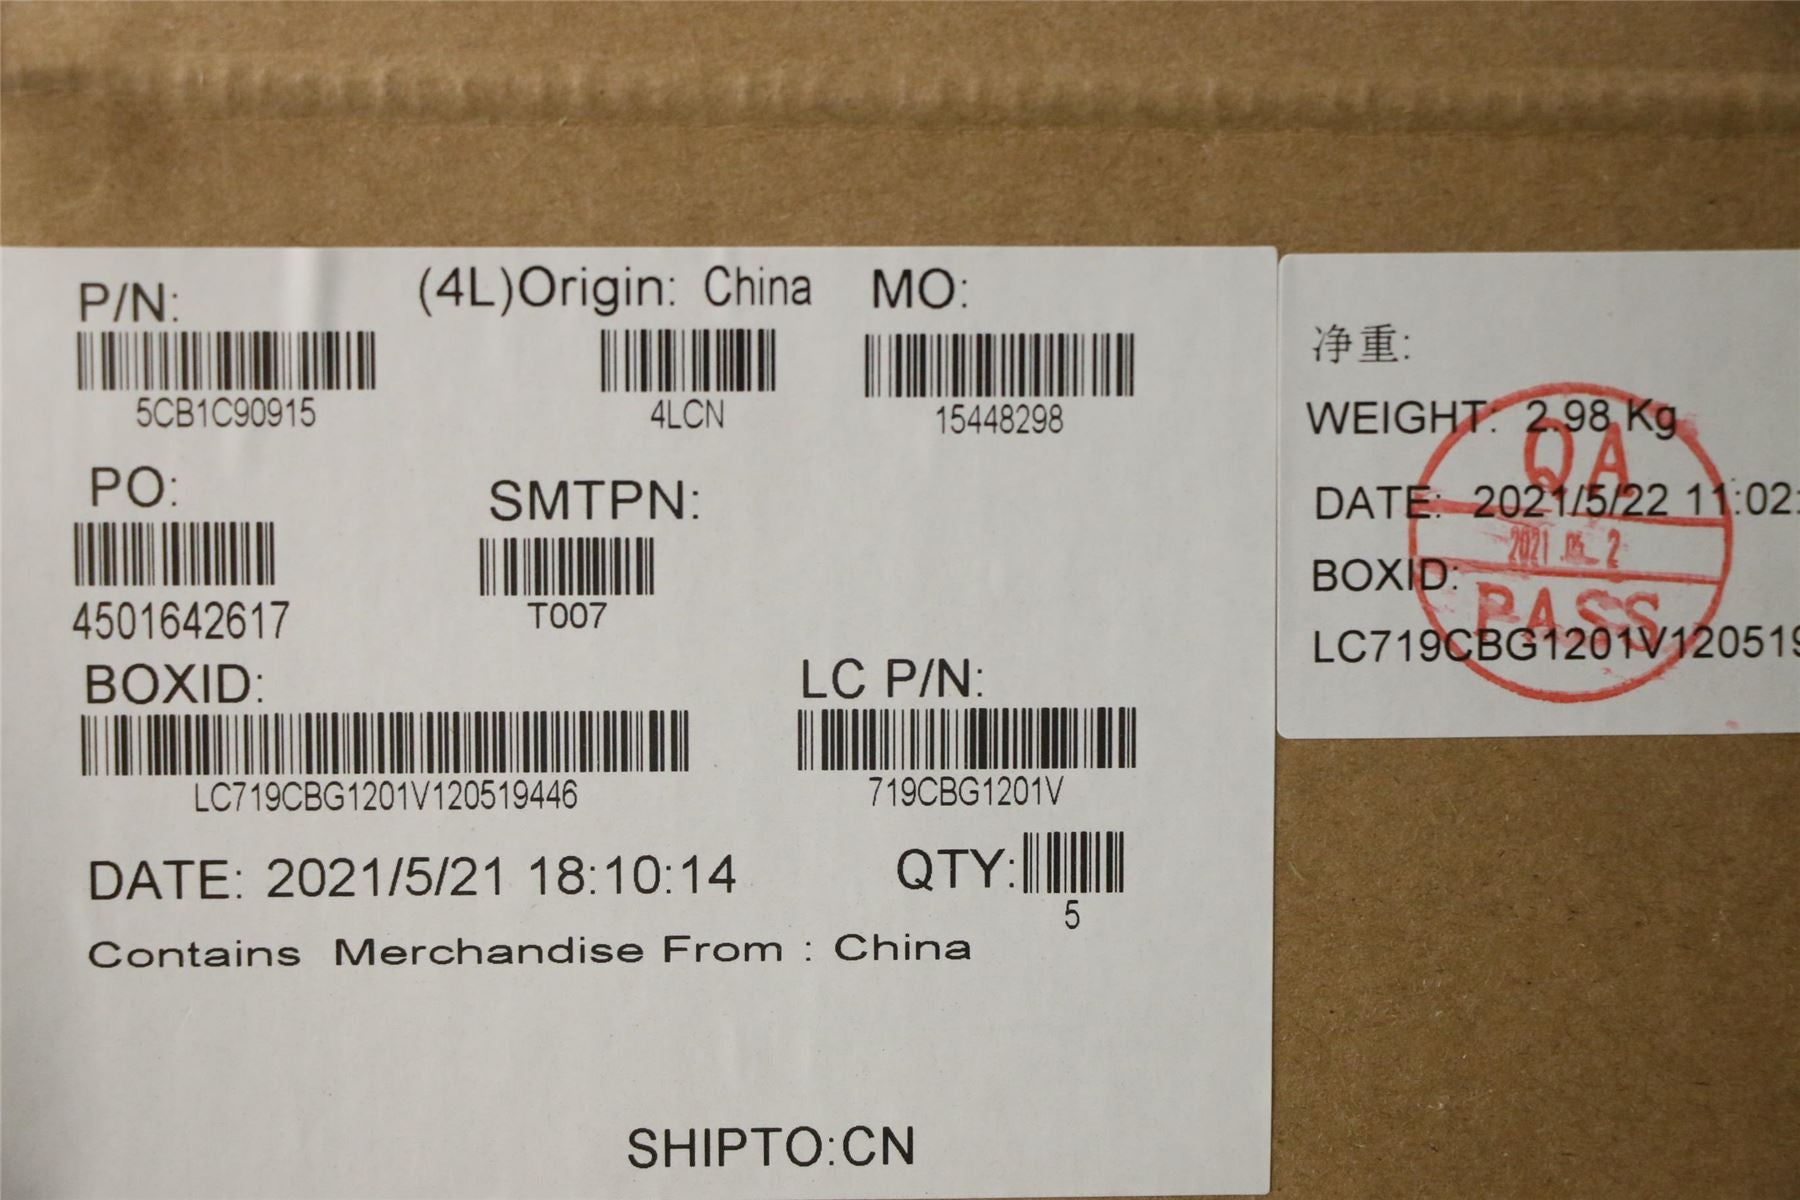 P/N: (4L)Origin: China MO:
5CB1C90915 4LCN 15448298
PO: SMTPN:
4501642617 T007
BOXID: LC P/N:
LC719CBG1201V120519446 719CBG1201V
DATE: 2021/5/21 18:10:14 QTY:
5
Contains Merchandise From : China
SHIPTO:CN
净重:
WEIGHT: 2.98 Kg
DATE: 2021/5/22 11:02:
BOXID:
LC719CBG1201V120519
QA
2021
PASS